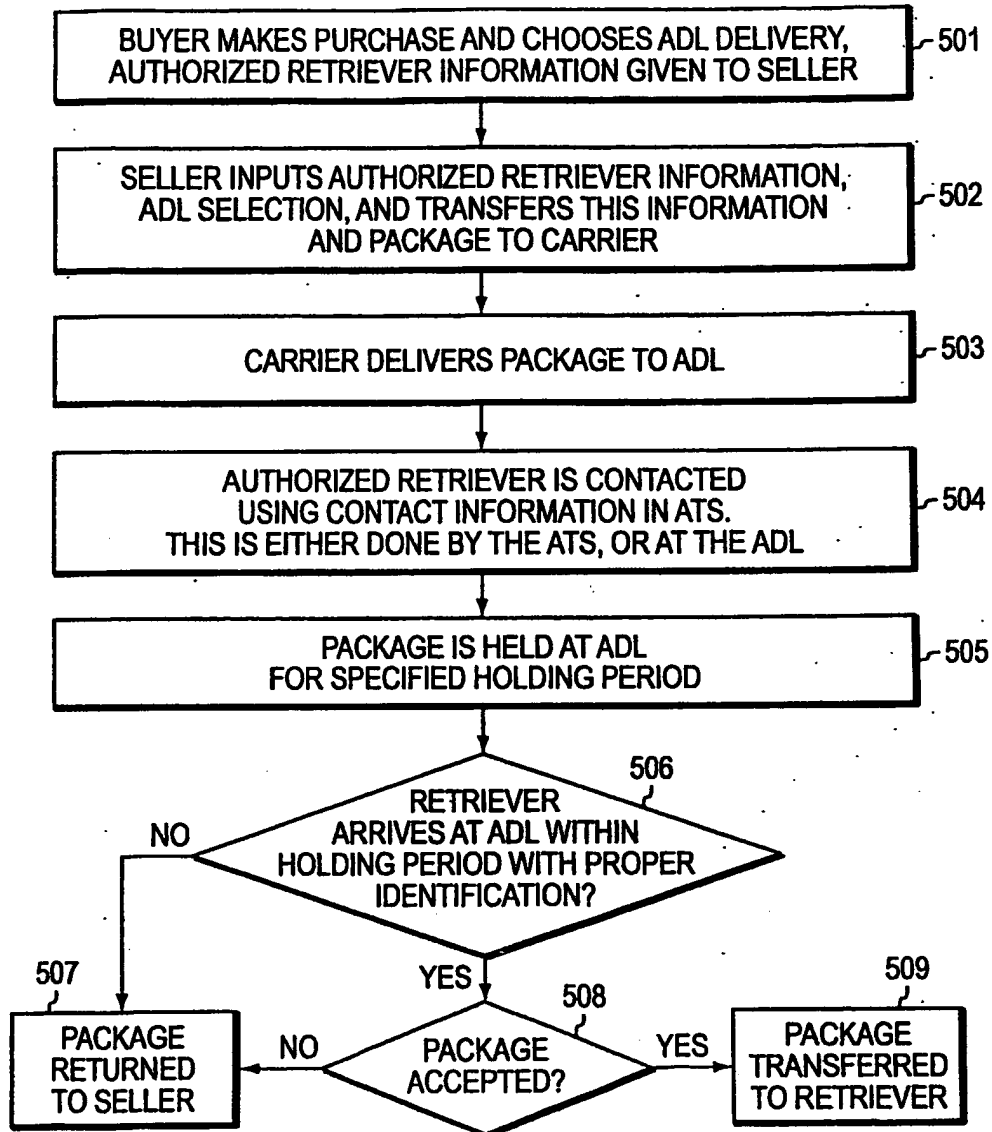 BUYER MAKES PURCHASE AND CHOOSES ADL DELIVERY,
AUTHORIZED RETRIEVER INFORMATION GIVEN TO SELLER
501
SELLER INPUTS AUTHORIZED RETRIEVER INFORMATION,
ADL SELECTION, AND TRANSFERS THIS INFORMATION
AND PACKAGE TO CARRIER
502
CARRIER DELIVERS PACKAGE TO ADL
503
AUTHORIZED RETRIEVER IS CONTACTED
USING CONTACT INFORMATION IN ATS.
THIS IS EITHER DONE BY THE ATS, OR AT THE ADL
504
PACKAGE IS HELD AT ADL
FOR SPECIFIED HOLDING PERIOD
505
506
RETRIEVER
ARRIVES AT ADL WITHIN
HOLDING PERIOD WITH PROPER
IDENTIFICATION?
NO
YES
507
PACKAGE
RETURNED
TO SELLER
NO
508
PACKAGE
ACCEPTED?
YES
509
PACKAGE
TRANSFERRED
TO RETRIEVER